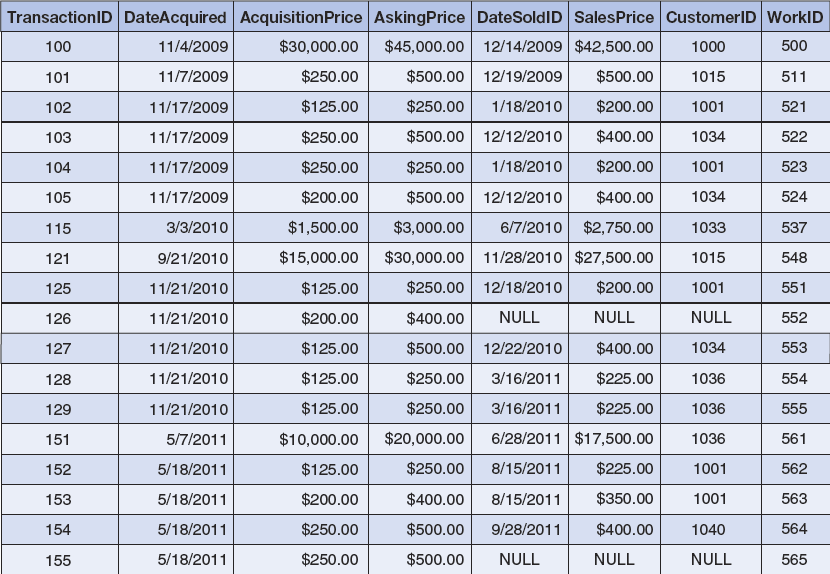 TransactionID DateAcquired AcquisitionPrice AskingPrice DateSoldID SalesPrice CustomerID WorkID
100 11/4/2009 $30,000.00 $45,000.00 12/14/2009 $42,500.00 1000 500
101 11/7/2009 $250.00 $500.00 12/19/2009 $500.00 1015 511
102 11/17/2009 $125.00 $250.00 1/18/2010 $200.00 1001 521
103 11/17/2009 $250.00 $500.00 12/12/2010 $400.00 1034 522
104 11/17/2009 $250.00 $250.00 1/18/2010 $200.00 1001 523
105 11/17/2009 $200.00 $500.00 12/12/2010 $400.00 1034 524
115 3/3/2010 $1,500.00 $3,000.00 6/7/2010 $2,750.00 1033 537
121 9/21/2010 $15,000.00 $30,000.00 11/28/2010 $27,500.00 1015 548
125 11/21/2010 $125.00 $250.00 12/18/2010 $200.00 1001 551
126 11/21/2010 $200.00 $400.00 NULL NULL NULL 552
127 11/21/2010 $125.00 $500.00 12/22/2010 $400.00 1034 553
128 11/21/2010 $125.00 $250.00 3/16/2011 $225.00 1036 554
129 11/21/2010 $125.00 $250.00 3/16/2011 $225.00 1036 555
151 5/7/2011 $10,000.00 $20,000.00 6/28/2011 $17,500.00 1036 561
152 5/18/2011 $125.00 $250.00 8/15/2011 $225.00 1001 562
153 5/18/2011 $200.00 $400.00 8/15/2011 $350.00 1001 563
154 5/18/2011 $250.00 $500.00 9/28/2011 $400.00 1040 564
155 5/18/2011 $250.00 $500.00 NULL NULL NULL 565